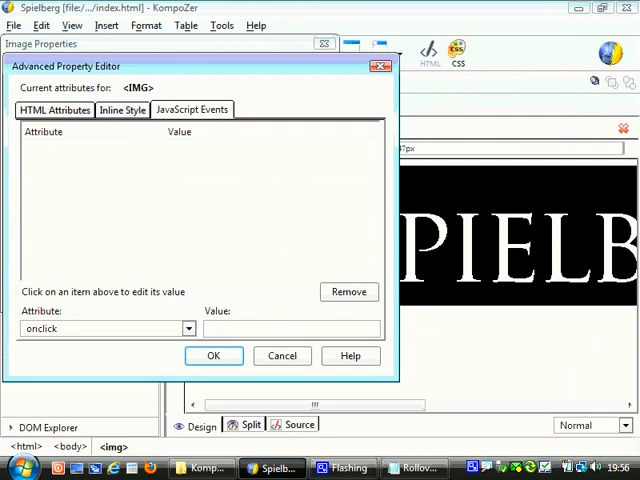 Spielberg [file:/.../index.html] - KompoZer
File Edit View Insert Format Table Tools Help
Image Properties
HTML CSS
Advanced Property Editor
Current attributes for: <IMG>
HTML Attributes Inline Style JavaScript Events
Attribute Value
47px
PIELB
Click on an item above to edit its value
Remove
Attribute: Value:
onclick
OK Cancel Help
DOM Explorer
Design Split Source
Normal
<html> <body> <img>
Kompo... Spielb... Flashing Rollov...
19:56